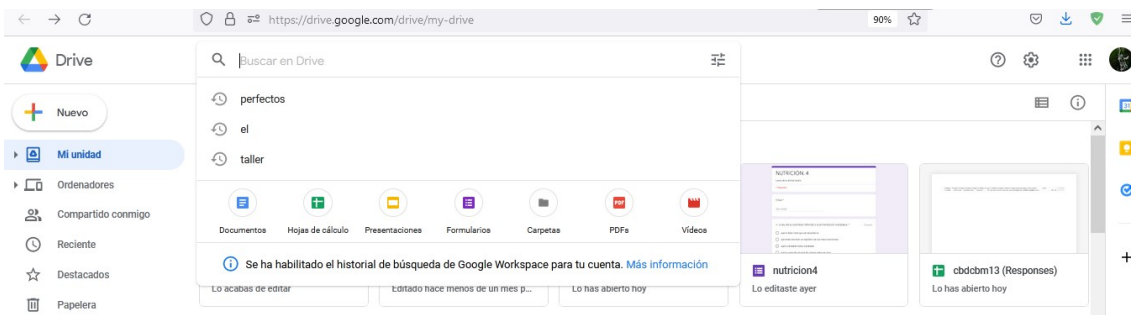 https://drive.google.com/drive/my-drive
90%
Drive
Buscar en Drive
Nuevo
perfectos
el
taller
Mi unidad
Ordenadores
Compartido conmigo
Reciente
Destacados
Papelera
Documentos
Hojas de cálculo
Presentaciones
Formularios
Carpetas
PDFs
Vídeos
Se ha habilitado el historial de búsqueda de Google Workspace para tu cuenta. Más información
NUTRICIÓN.4
nutricion4
cbdcbm13 (Responses)
Lo acabas de editar
Editado hace menos de un mes p...
Lo has abierto hoy
Lo editaste ayer
Lo has abierto hoy